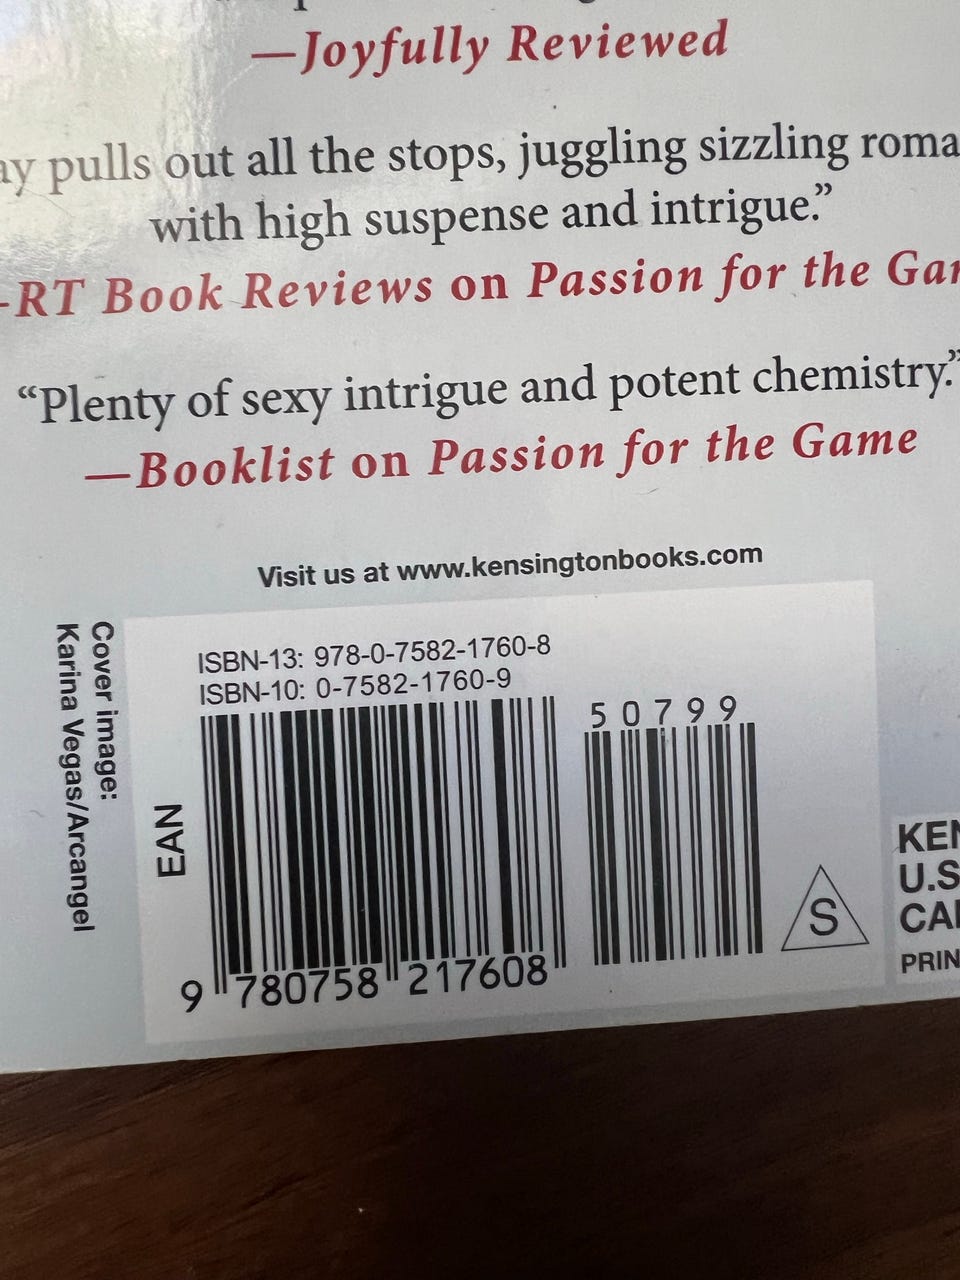 —Joyfully Reviewed
pulls out all the stops, juggling sizzling
with high suspense and intrigue.”
—RT Book Reviews on Passion for the
“Plenty of sexy intrigue and potent chemistry.”
—Booklist on Passion for the Game
Visit us at www.kensingtonbooks.com
Cover image:
Karina Vegas/Arcangel
ISBN-13: 978-0-7582-1760-8
ISBN-10: 0-7582-1760-9
50799
EAN
9 780758 217608
S
U.S